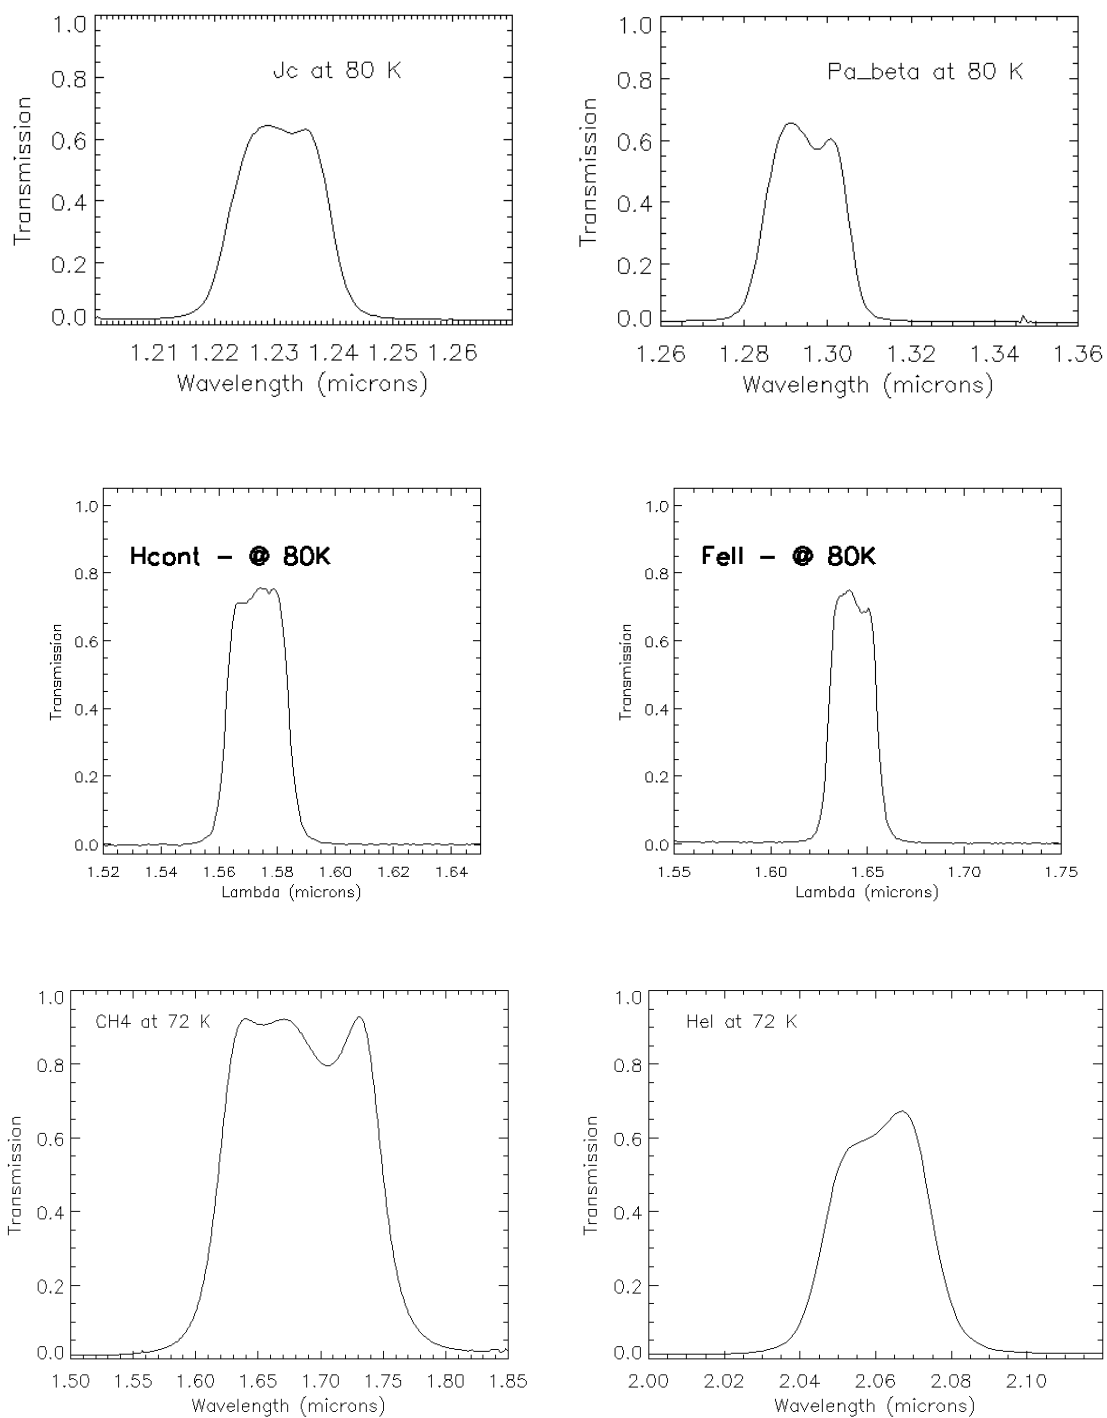 Jc at 80 K
Transmission
1.0
0.8
0.6
0.4
0.2
0.0
1.21 1.22 1.23 1.24 1.25 1.26
Wavelength (microns)
Pa_beta at 80 K
Transmission
1.0
0.8
0.6
0.4
0.2
0.0
1.26 1.28 1.30 1.32 1.34 1.36
Wavelength (microns)
Hcont – @ 80K
Transmission
1.0
0.8
0.6
0.4
0.2
0.0
1.52 1.54 1.56 1.58 1.60 1.62 1.64
Lambda (microns)
FeII – @ 80K
Transmission
1.0
0.8
0.6
0.4
0.2
0.0
1.55 1.60 1.65 1.70 1.75
Lambda (microns)
CH4 at 72 K
Transmission
1.0
0.8
0.6
0.4
0.2
0.0
1.50 1.55 1.60 1.65 1.70 1.75 1.80 1.85
Wavelength (microns)
HeI at 72 K
Transmission
1.0
0.8
0.6
0.4
0.2
0.0
2.00 2.02 2.04 2.06 2.08 2.10
Wavelength (microns)